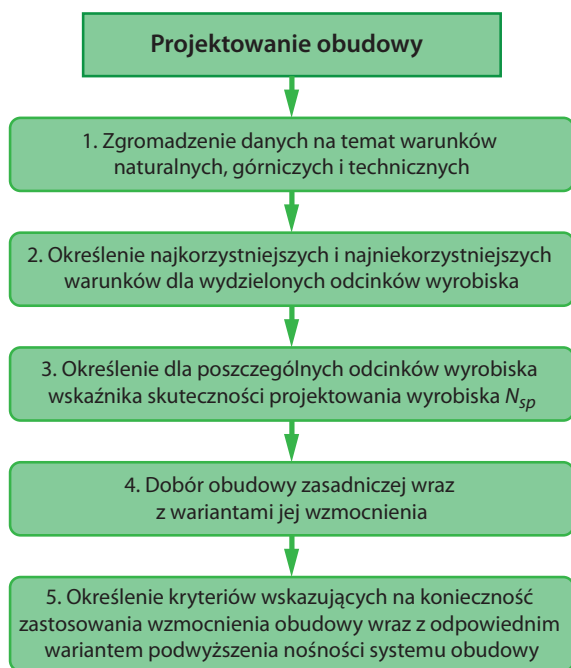 Projektowanie obudowy
1. Zgromadzenie danych na temat warunków
naturalnych, górniczych i technicznych
2. Określenie najkorzystniejszych i najniekorzystniejszych
warunków dla wydzielonych odcinków wyrobiska
3. Określenie dla poszczególnych odcinków wyrobiska
wskaźnika skuteczności projektowania wyrobiska N_sp
4. Dobór obudowy zasadniczej wraz
z wariantami jej wzmocnienia
5. Określenie kryteriów wskazujących na konieczność
zastosowania wzmocnienia obudowy wraz z odpowiednim
wariantem podwyższenia nośności systemu obudowy